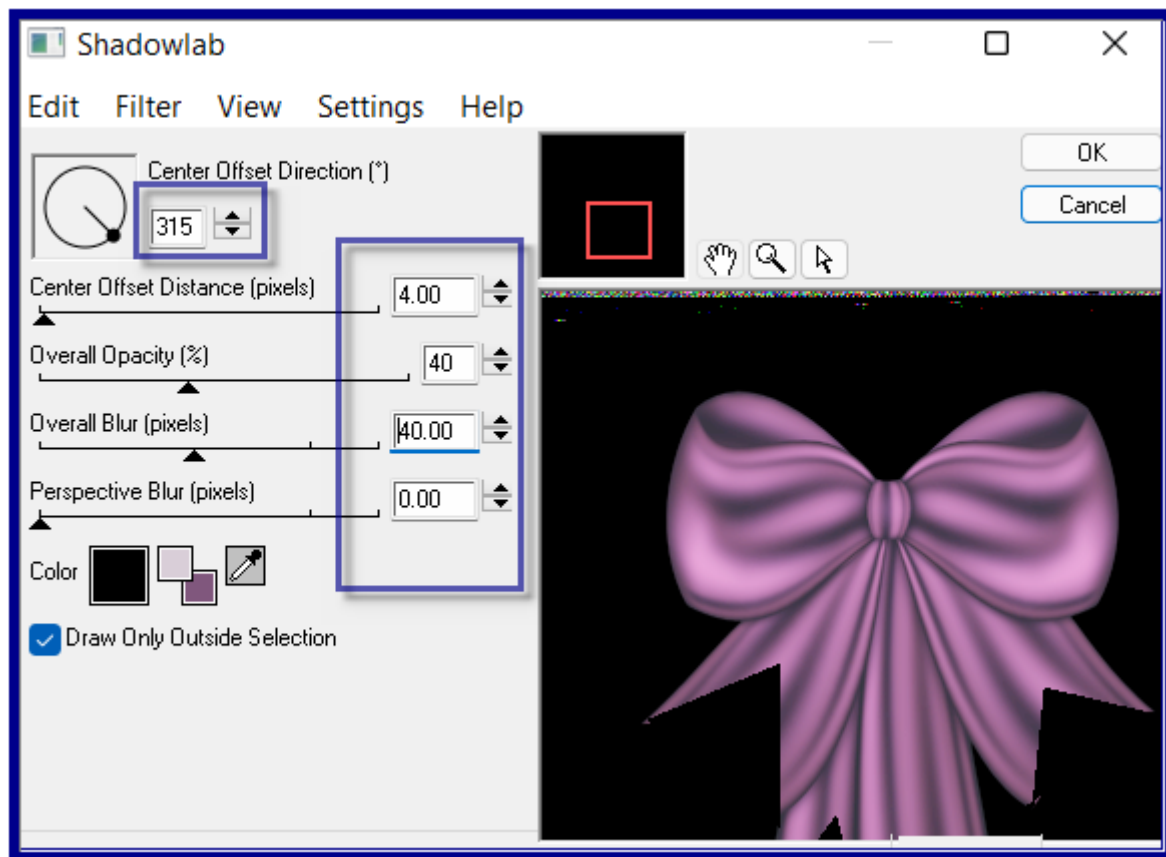 Shadowlab
Edit Filter View Settings Help
Center Offset Direction (°)
315
Center Offset Distance (pixels)
4.00
Overall Opacity (%)
40
Overall Blur (pixels)
40.00
Perspective Blur (pixels)
0.00
Color
Draw Only Outside Selection
OK
Cancel